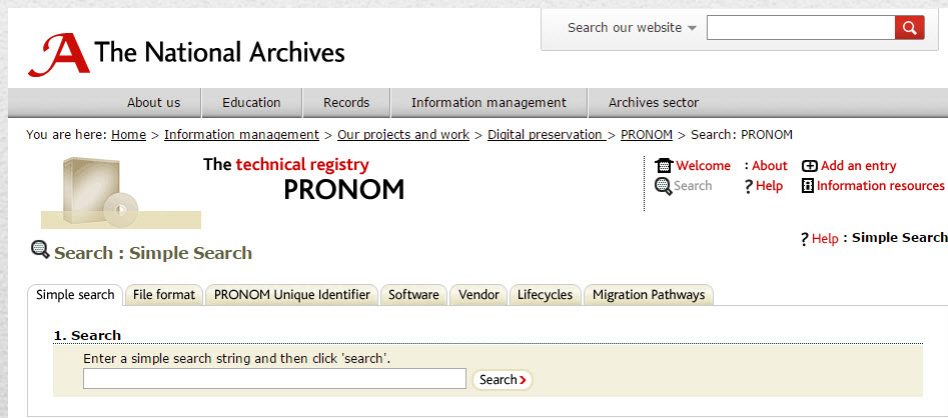 Search our website
The National Archives
About us Education Records Information management Archives sector
You are here: Home > Information management > Our projects and work > Digital preservation > PRONOM > Search: PRONOM
The technical registry
PRONOM
Welcome : About Add an entry
Search ? Help Information resources
? Help : Simple Search
Search : Simple Search
Simple search File format PRONOM Unique Identifier Software Vendor Lifecycles Migration Pathways
1. Search
Enter a simple search string and then click 'search'.
Search